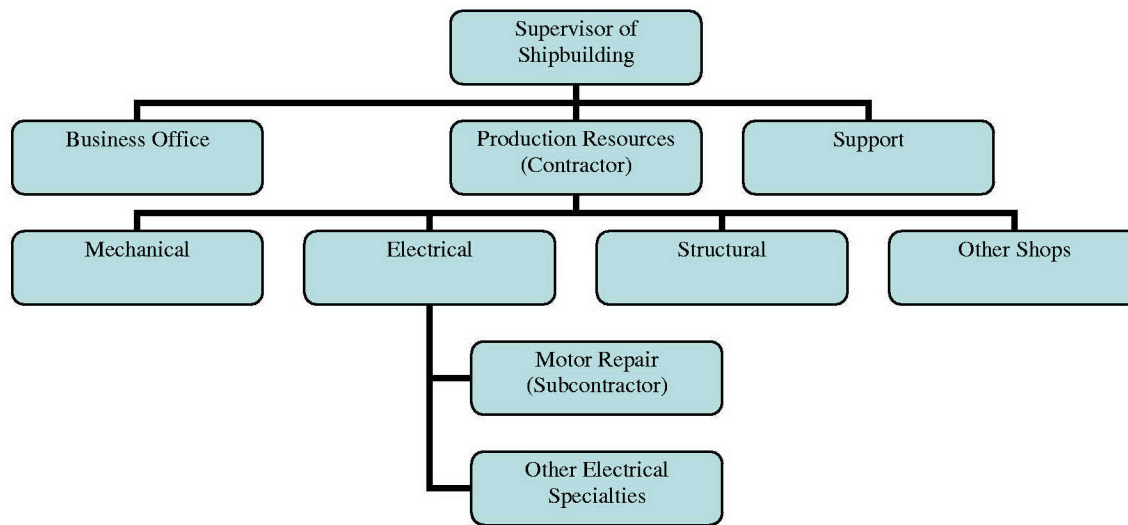 Supervisor of
Shipbuilding
Business Office
Production Resources
(Contractor)
Support
Mechanical
Electrical
Structural
Other Shops
Motor Repair
(Subcontractor)
Other Electrical
Specialties